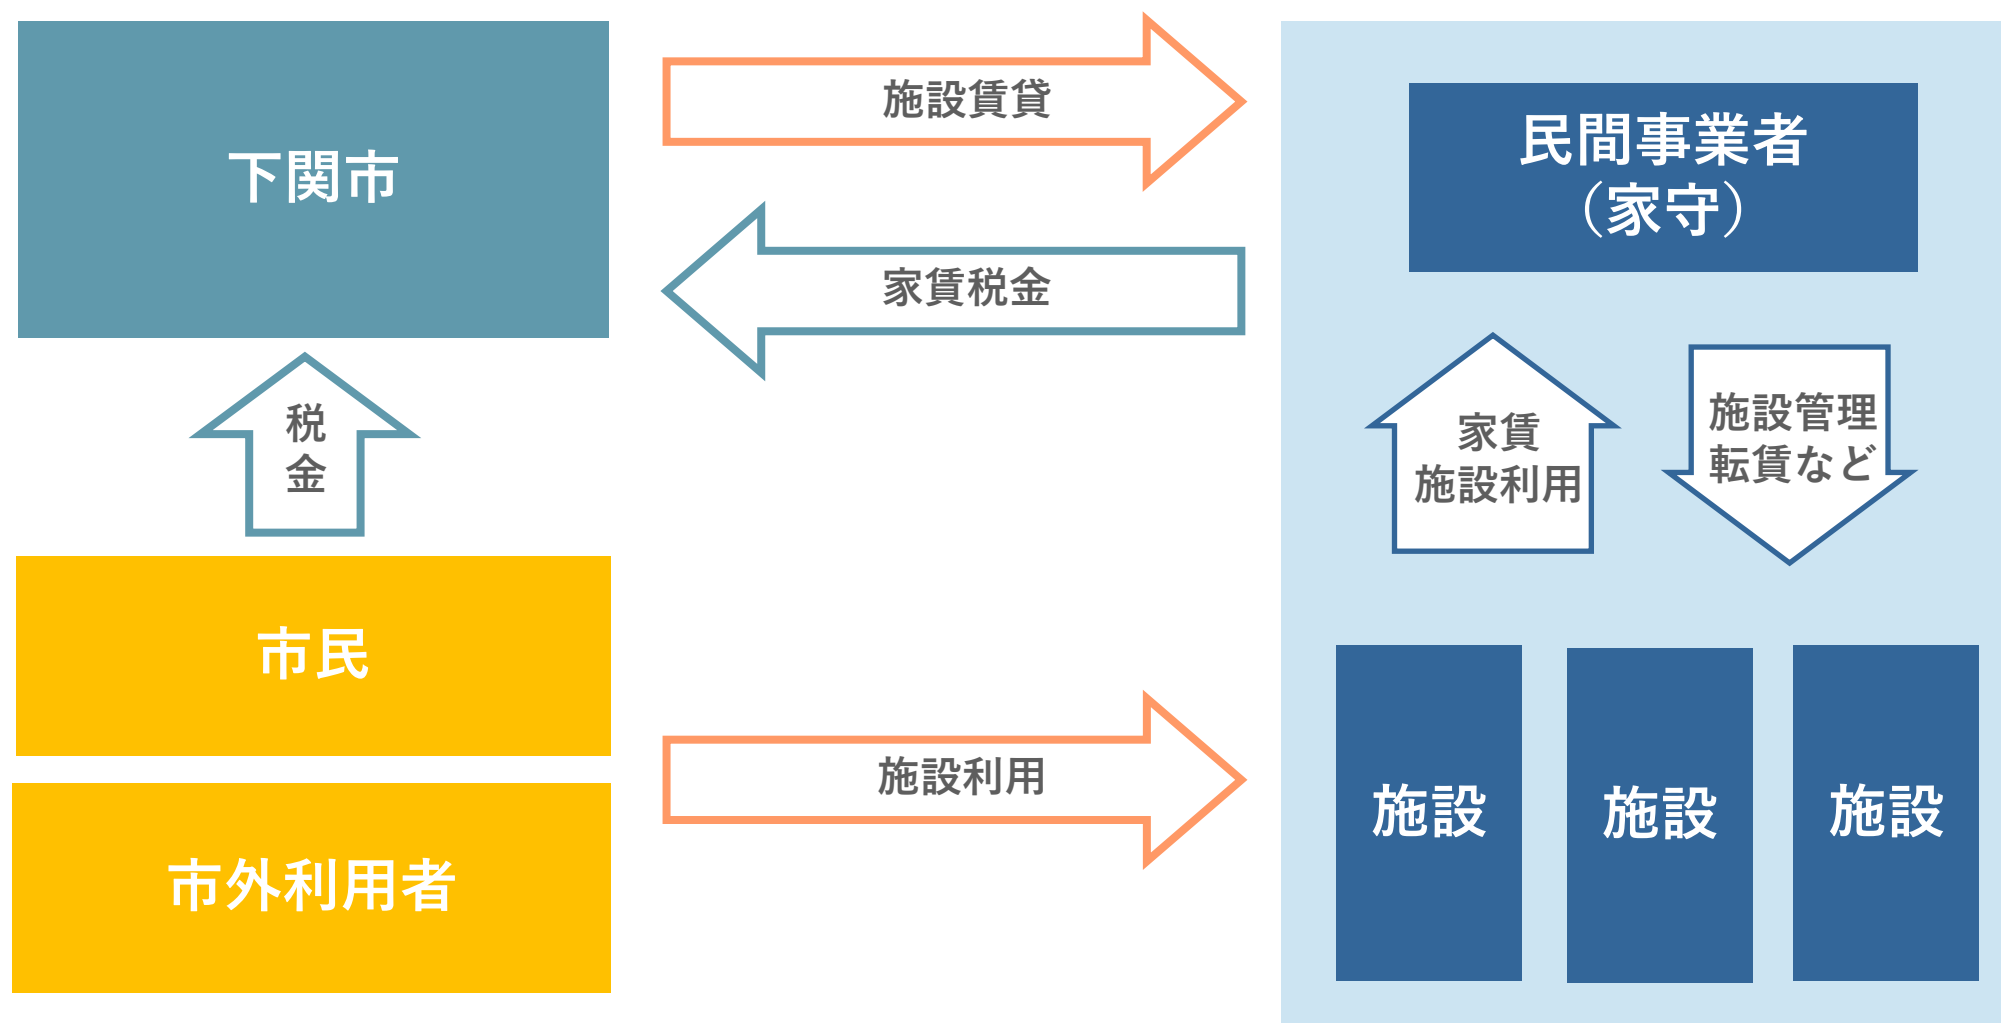 下関市
施設賃貸
民間事業者
（家守）
家賃税金
税
金
家賃
施設利用
施設管理
転賃など
市民
施設利用
市外利用者
施設
施設
施設